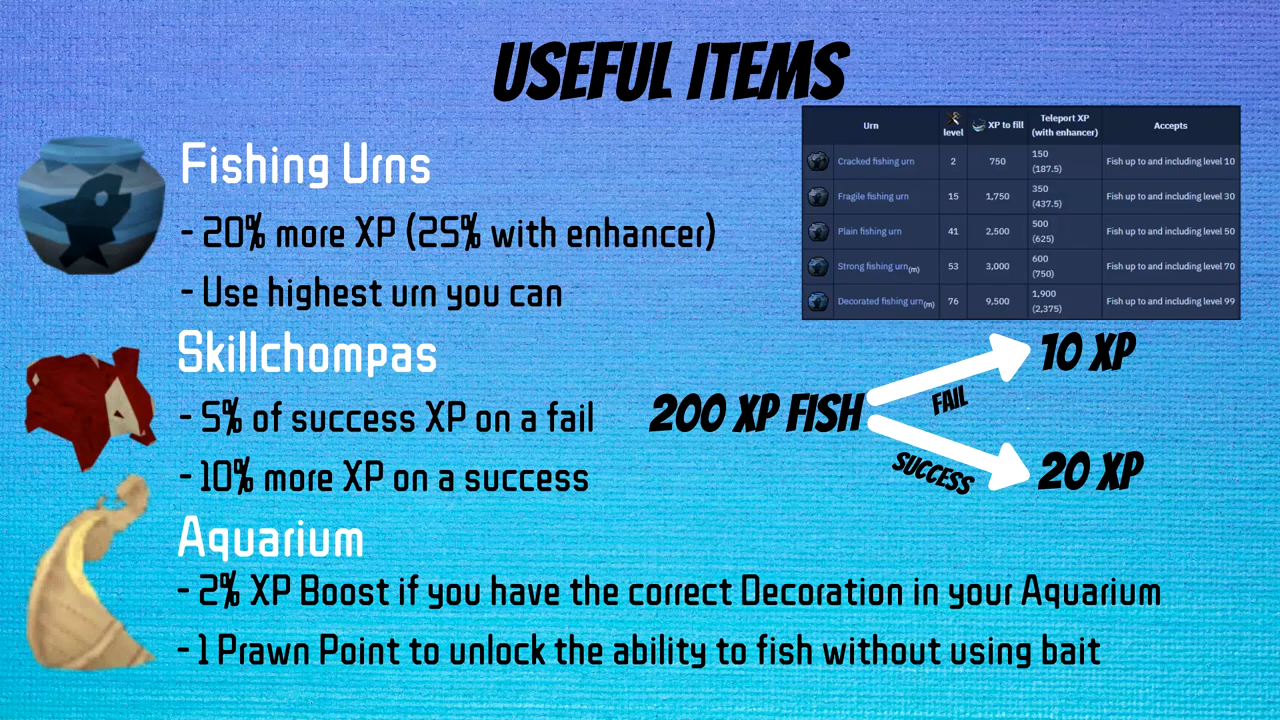 USEFUL ITEMS
Fishing Urns
- 20% more XP (25% with enhancer)
- Use highest urn you can
Urn level XP to fill Teleport XP (with enhancer) Accepts
Cracked fishing urn 2 750 150 (187.5) Fish up to and including level 10
Fragile fishing urn 15 1,750 350 (437.5) Fish up to and including level 30
Plain fishing urn 41 2,500 500 (625) Fish up to and including level 50
Strong fishing urn(m) 53 3,000 600 (750) Fish up to and including level 70
Decorated fishing urn(m) 76 9,500 1,900 (2,375) Fish up to and including level 99
Skillchompas
- 5% of success XP on a fail
- 10% more XP on a success
200 XP FISH
FAIL
10 XP
SUCCESS
20 XP
Aquarium
- 2% XP Boost if you have the correct Decoration in your Aquarium
- 1 Prawn Point to unlock the ability to fish without using bait